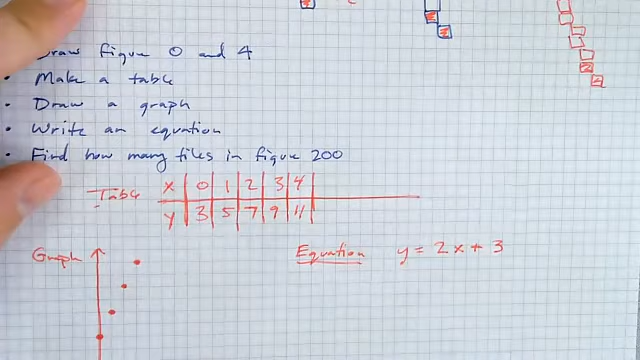 Draw figure 0 and 4
Make a table
Draw a graph
Write an equation
Find how many tiles in figure 200
Table x 0 1 2 3 4
y 3 5 7 9 11
Graph
Equation y = 2x + 3